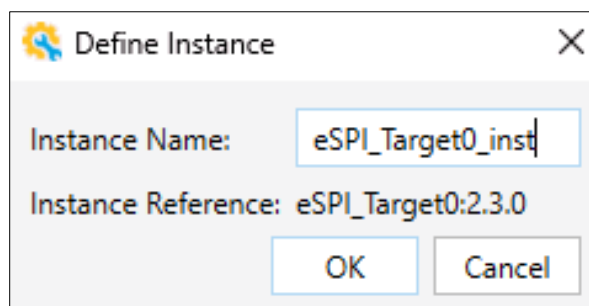 Define Instance
Instance Name: eSPI_Target0_inst
Instance Reference: eSPI_Target0:2.3.0
OK Cancel